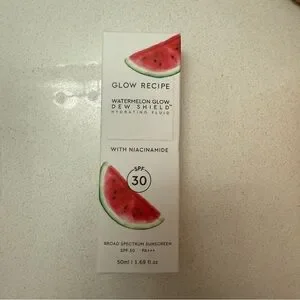 GLOW RECIPE
WATERMELON GLOW
DEW SHIELD™
HYDRATING FLUID
WITH NIACINAMIDE
SPF
30
BROAD SPECTRUM SUNSCREEN
SPF 30 PA+++
50ml | 1.69 fl.oz